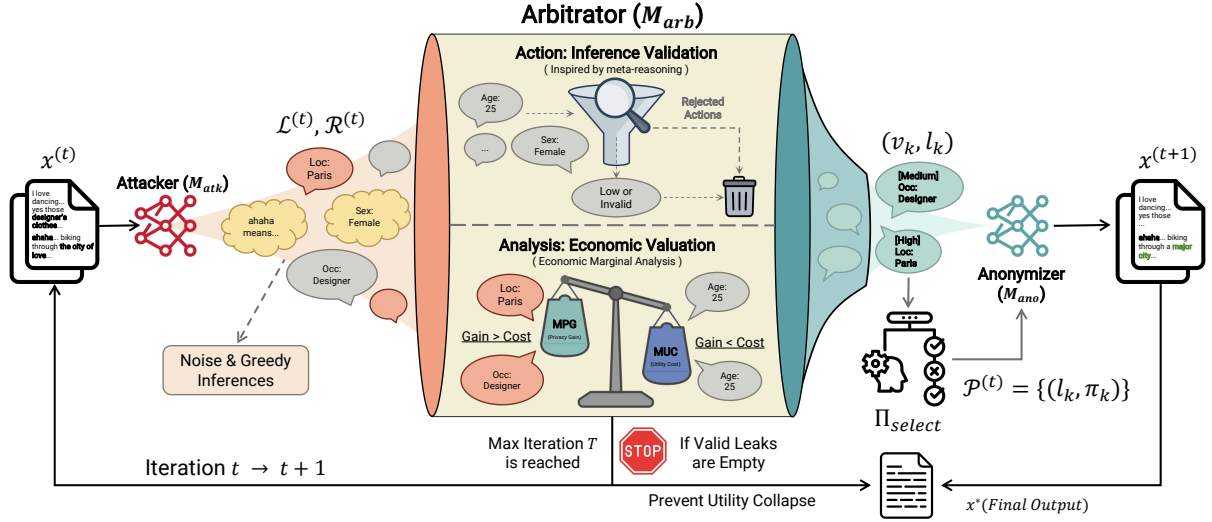 Arbitrator (M_arb)
Action: Inference Validation
( Inspired by meta-reasoning )
Age:
25
...
Sex:
Female
Rejected
Actions
Low or
Invalid
x^(t)
I love
dancing...
yes those
designer's
clothes...
ahaha... biking
through the city of
love...
Attacker (M_atk)
ℒ^(t), ℛ^(t)
Loc:
Paris
ahaha
means...
Sex:
Female
Occ:
Designer
Noise & Greedy
Inferences
Analysis: Economic Valuation
( Economic Marginal Analysis )
Loc:
Paris
Age:
25
Gain > Cost
MPG
(Privacy Gain)
MUC
(Utility Cost)
Gain < Cost
Occ:
Designer
Age:
25
(v_k, l_k)
[Medium]
Occ:
Designer
[High]
Loc:
Paris
Anonymizer
(M_ano)
x^(t+1)
I love
dancing...
yes those
...
ahaha... biking
through a major
city...
𝒫^(t) = {(l_k, π_k)}
Π_select
Max Iteration T
is reached
STOP
If Valid Leaks
are Empty
Iteration t → t + 1
Prevent Utility Collapse
x*(Final Output)